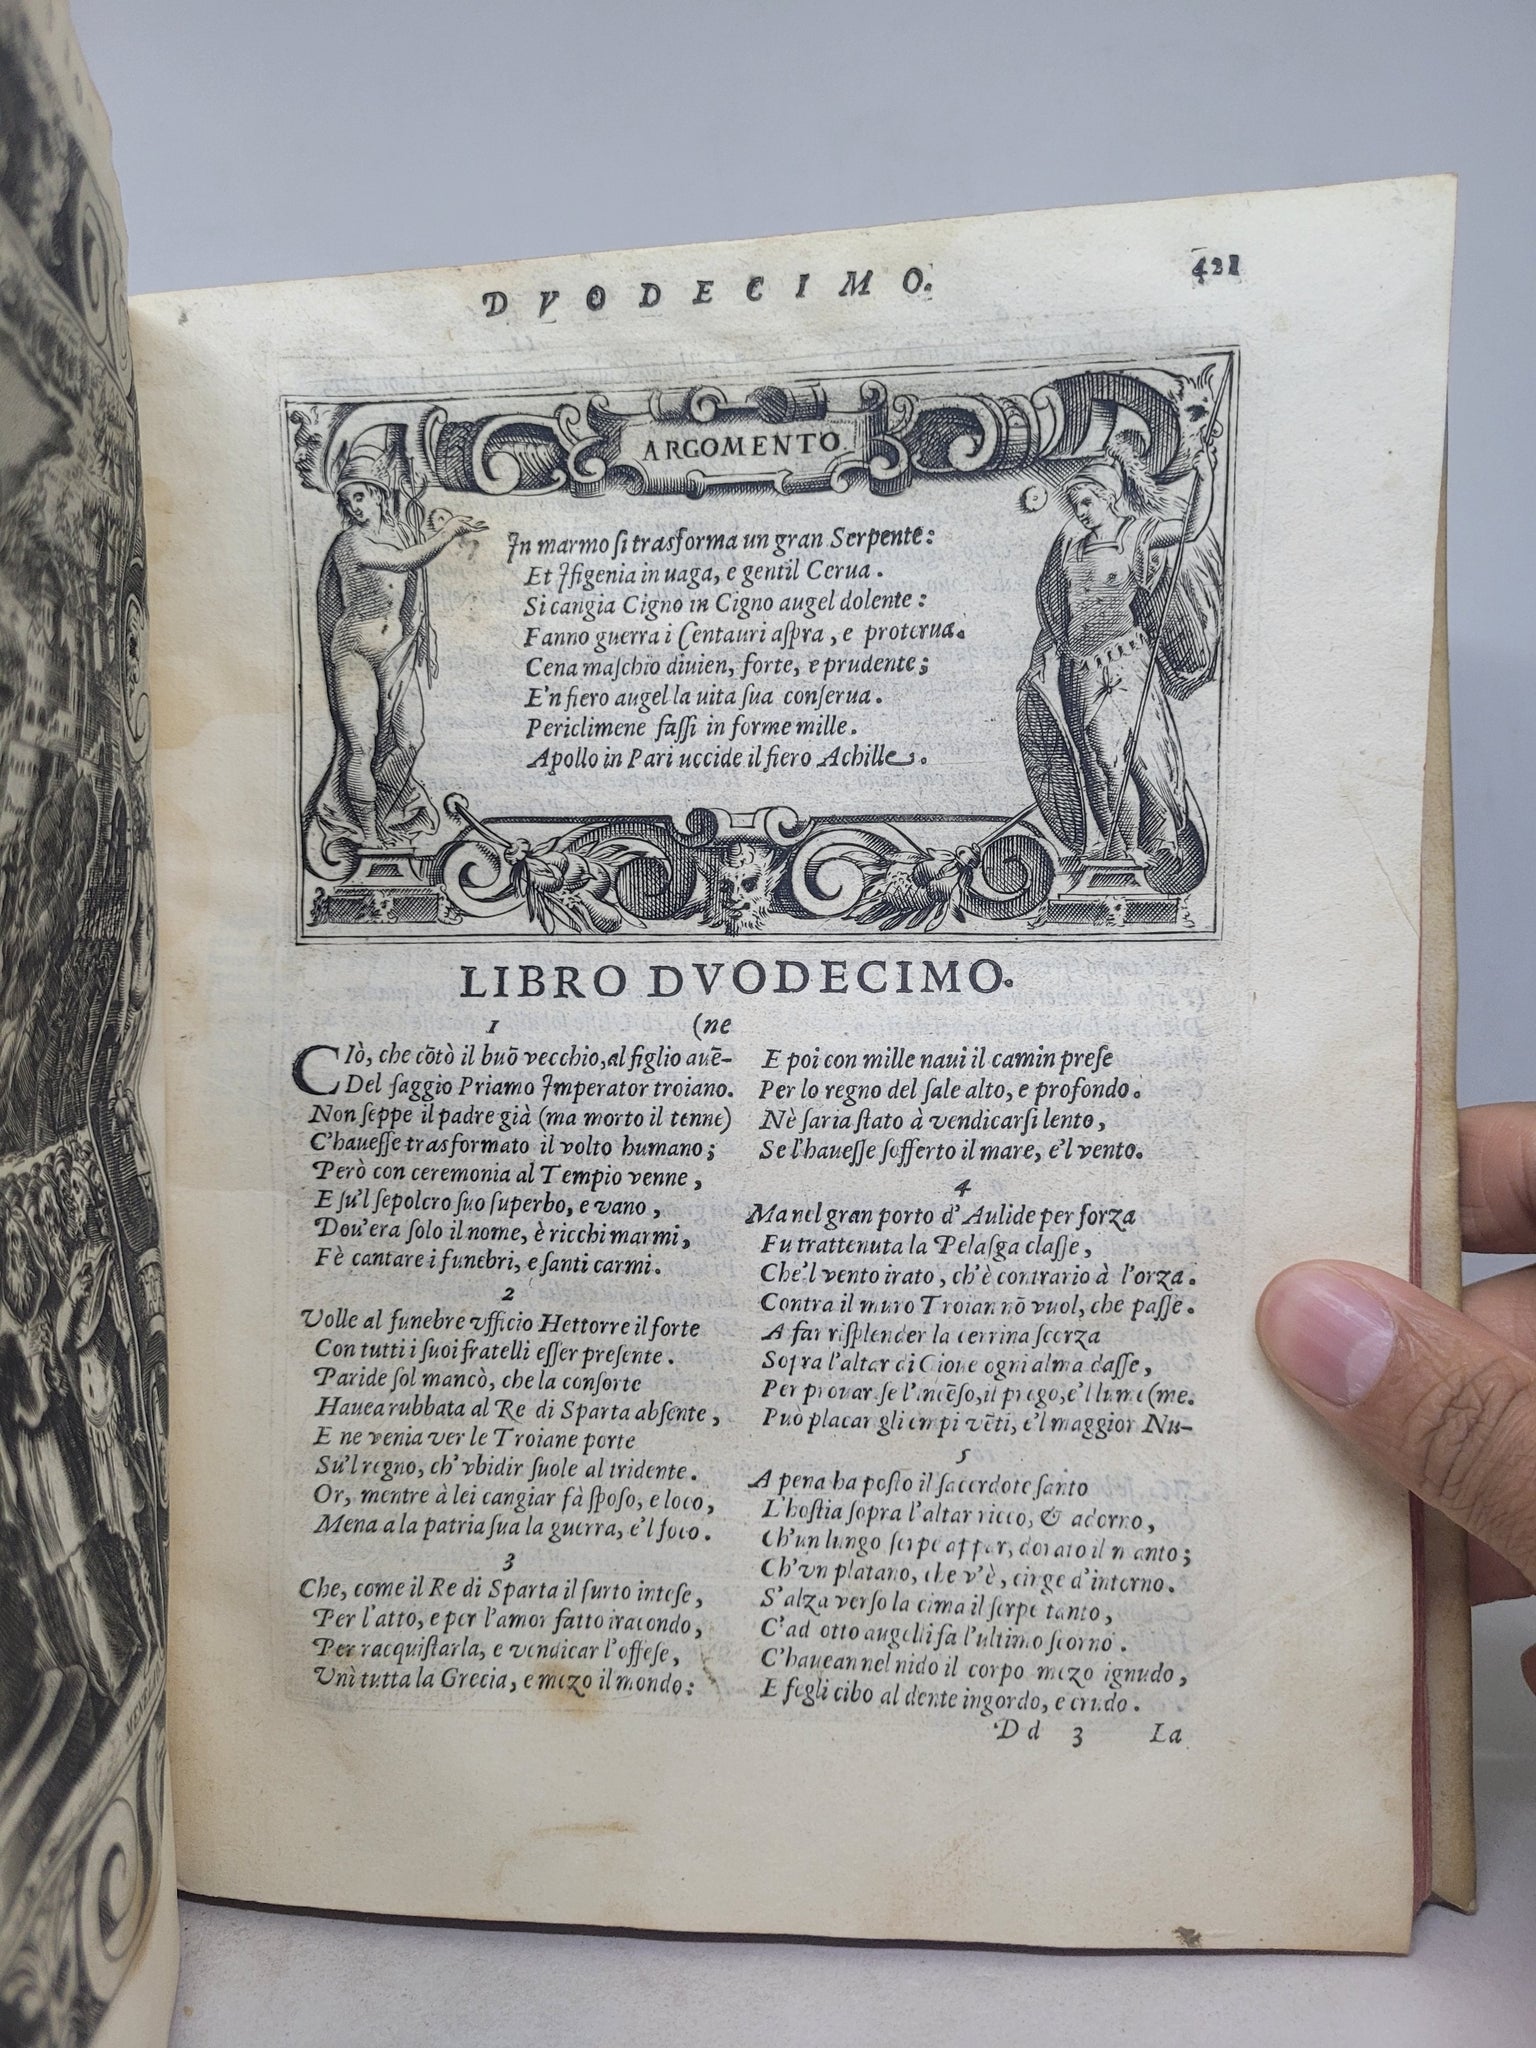 DVODECIMO.
421
ARGOMENTO
In marmo si trasforma un gran Serpente:
Et Ifigenia in uaga, e gentil Cerua.
Si cangia Cigno in Cigno augel dolente:
Fanno guerra i Centauri aspra, e proterua.
Cena maschio diuien, forte, e prudente;
E'n fiero augel la uita sua conserua.
Periclimene fassi in forme mille.
Apollo in Pari uccide il fiero Achille.
LIBRO DVODECIMO.
1
(ne
CIò, che cōtò il buō vecchio, al figlio auē-
Del saggio Priamo Imperator troiano.
Non seppe il padre già (ma morto il tenne)
C'hauesse trasformato il volto humano;
Però con ceremonia al Tempio venne,
E su'l sepolcro suo superbo, e vano,
Dou'era solo il nome, è ricchi marmi,
Fè cantare i funebri, e santi carmi.
2
Volle al funebre vfficio Hettorre il forte
Con tutti i suoi fratelli esser presente.
Paride sol mancò, che la consorte
Hauea rubbata al Re di Sparta absente,
E ne venia ver le Troiane porte
Su'l regno, ch'vbidir suole al tridente.
Or, mentre à lei cangiar fà sposo, e loco,
Mena a la patria sua la guerra, e'l foco.
3
Che, come il Re di Sparta il furto intese,
Per l'atto, e per l'amor fatto iracondo,
Per racquistarla, e vendicar l'offese,
Unì tutta la Grecia, e mezo il mondo:
E poi con mille naui il camin prese
Per lo regno del sale alto, e profondo.
Nè saria stato à vendicarsi lento,
Se l'hauesse sofferto il mare, e'l vento.
4
Ma nel gran porto d'Aulide per forza
Fu trattenuta la Pelasga classe,
Che'l vento irato, ch'è contrario à l'orza.
Contra il muro Troian nō vuol, che passe.
A far risplender la cerrina scorza
Sopra l'altar di Gioue ogni alma dasse,
Per prouar se l'incēso, il prego, e'l lume (me.
Può placar gli empi vēti, e'l maggior Nu-
5
A pena ha posto il sacerdote santo
L'hostia sopra l'altar ricco, & adorno,
Ch'un lungo serpe appar, dorato il manto;
Ch'vn platano, che v'è, cinge d'intorno.
S'alza verso la cima il serpe tanto,
C'ad otto augelli fa l'ultimo scorno.
C'hauean nel nido il corpo mezo ignudo,
E fegli cibo al dente ingordo, e crudo.
Dd 3 La